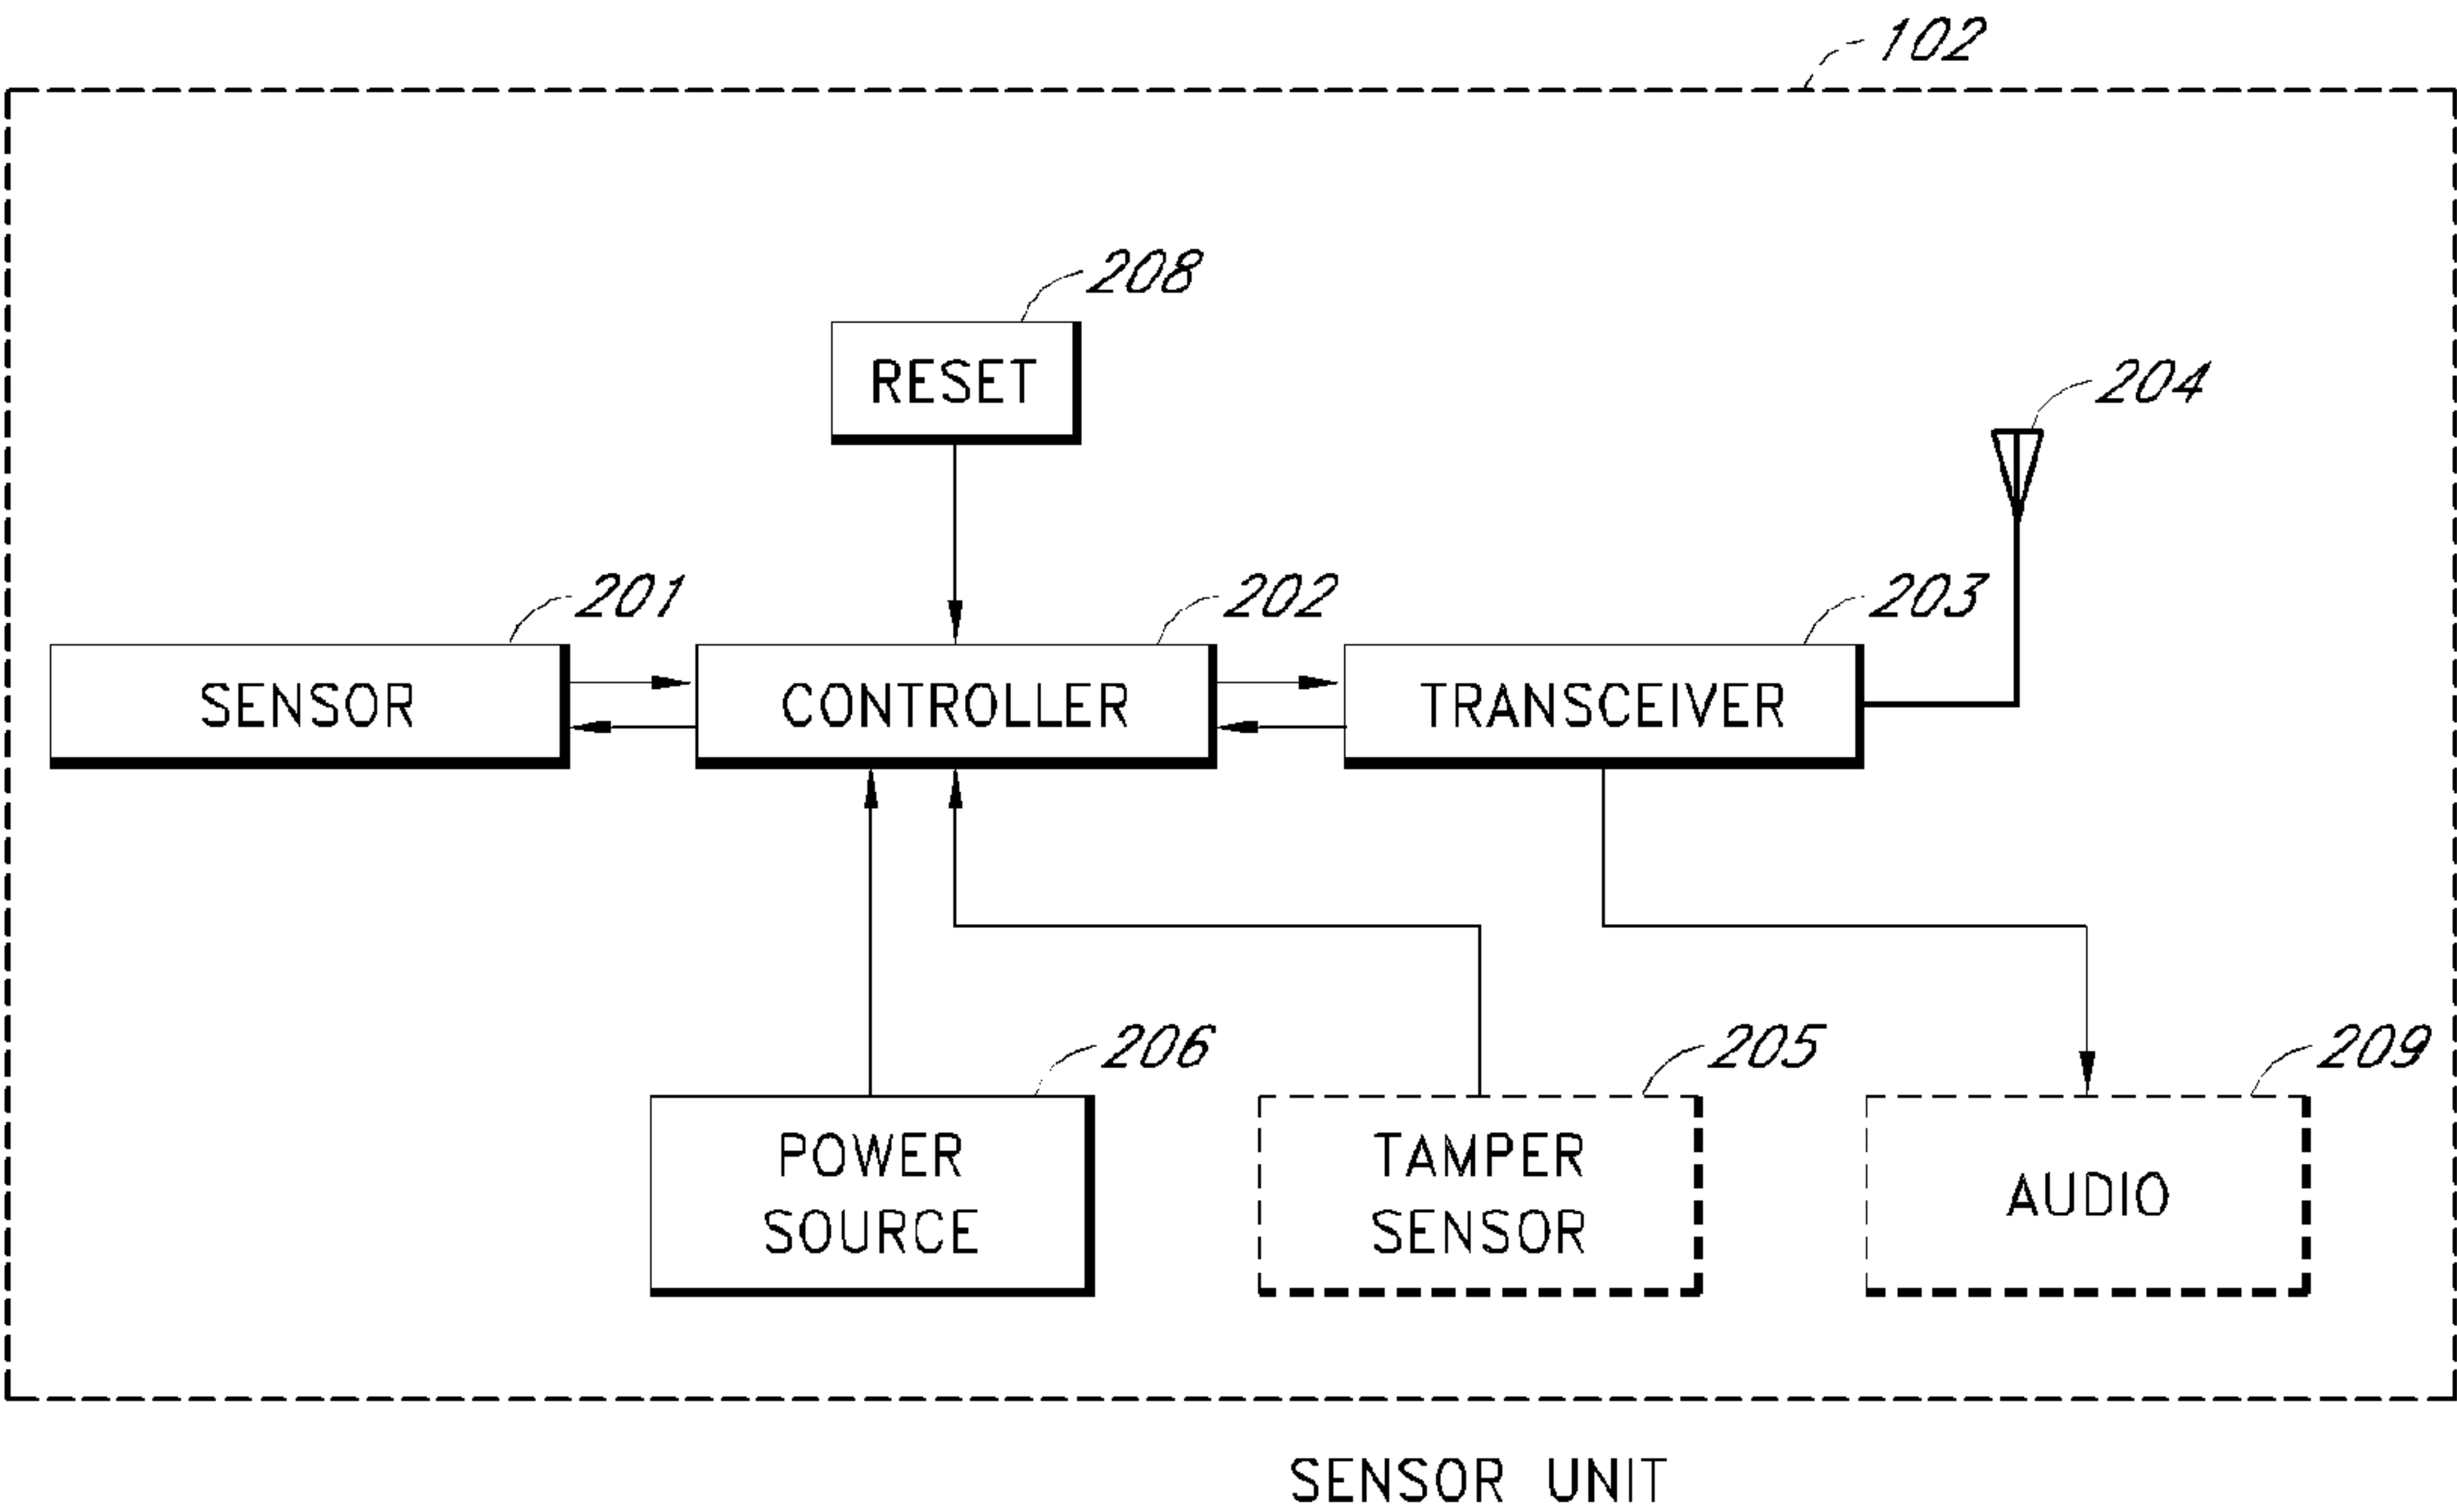 102
208
RESET
204
201
202
203
SENSOR
CONTROLLER
TRANSCEIVER
206
205
209
POWER
SOURCE
TAMPER
SENSOR
AUDIO
SENSOR UNIT